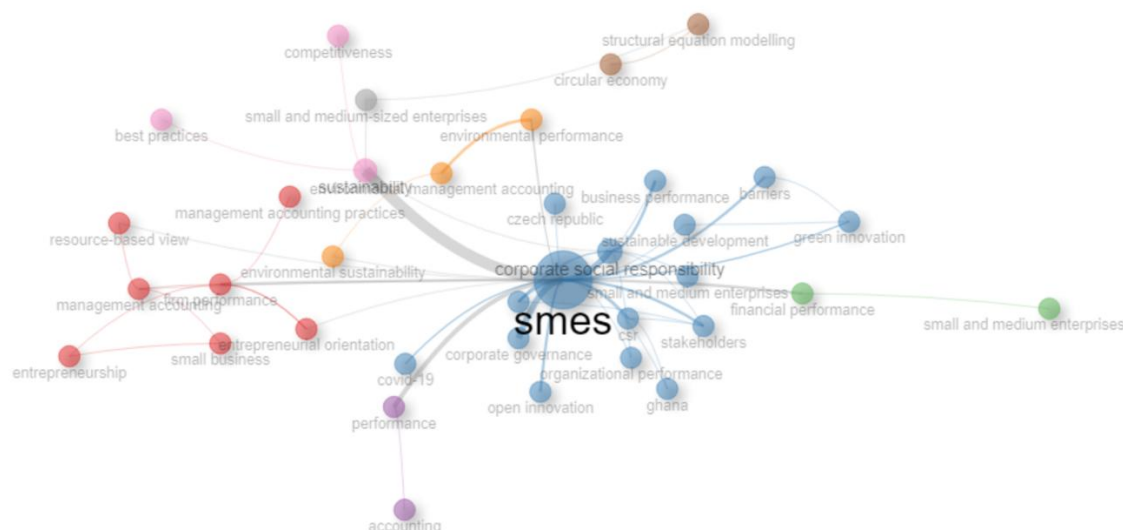 structural equation modelling
competitiveness
circular economy
small and medium-sized enterprises
best practices
environmental performance
sustainability
management accounting
business performance
barriers
management accounting practices
czech republic
resource-based view
sustainable development
green innovation
environmental sustainability
corporate social responsibility
small and medium enterprises
management accounting
firm performance
financial performance
smes
small and medium enterprises
csr
entrepreneurial orientation
stakeholders
small business
corporate governance
entrepreneurship
covid-19
organizational performance
open innovation
ghana
performance
accounting